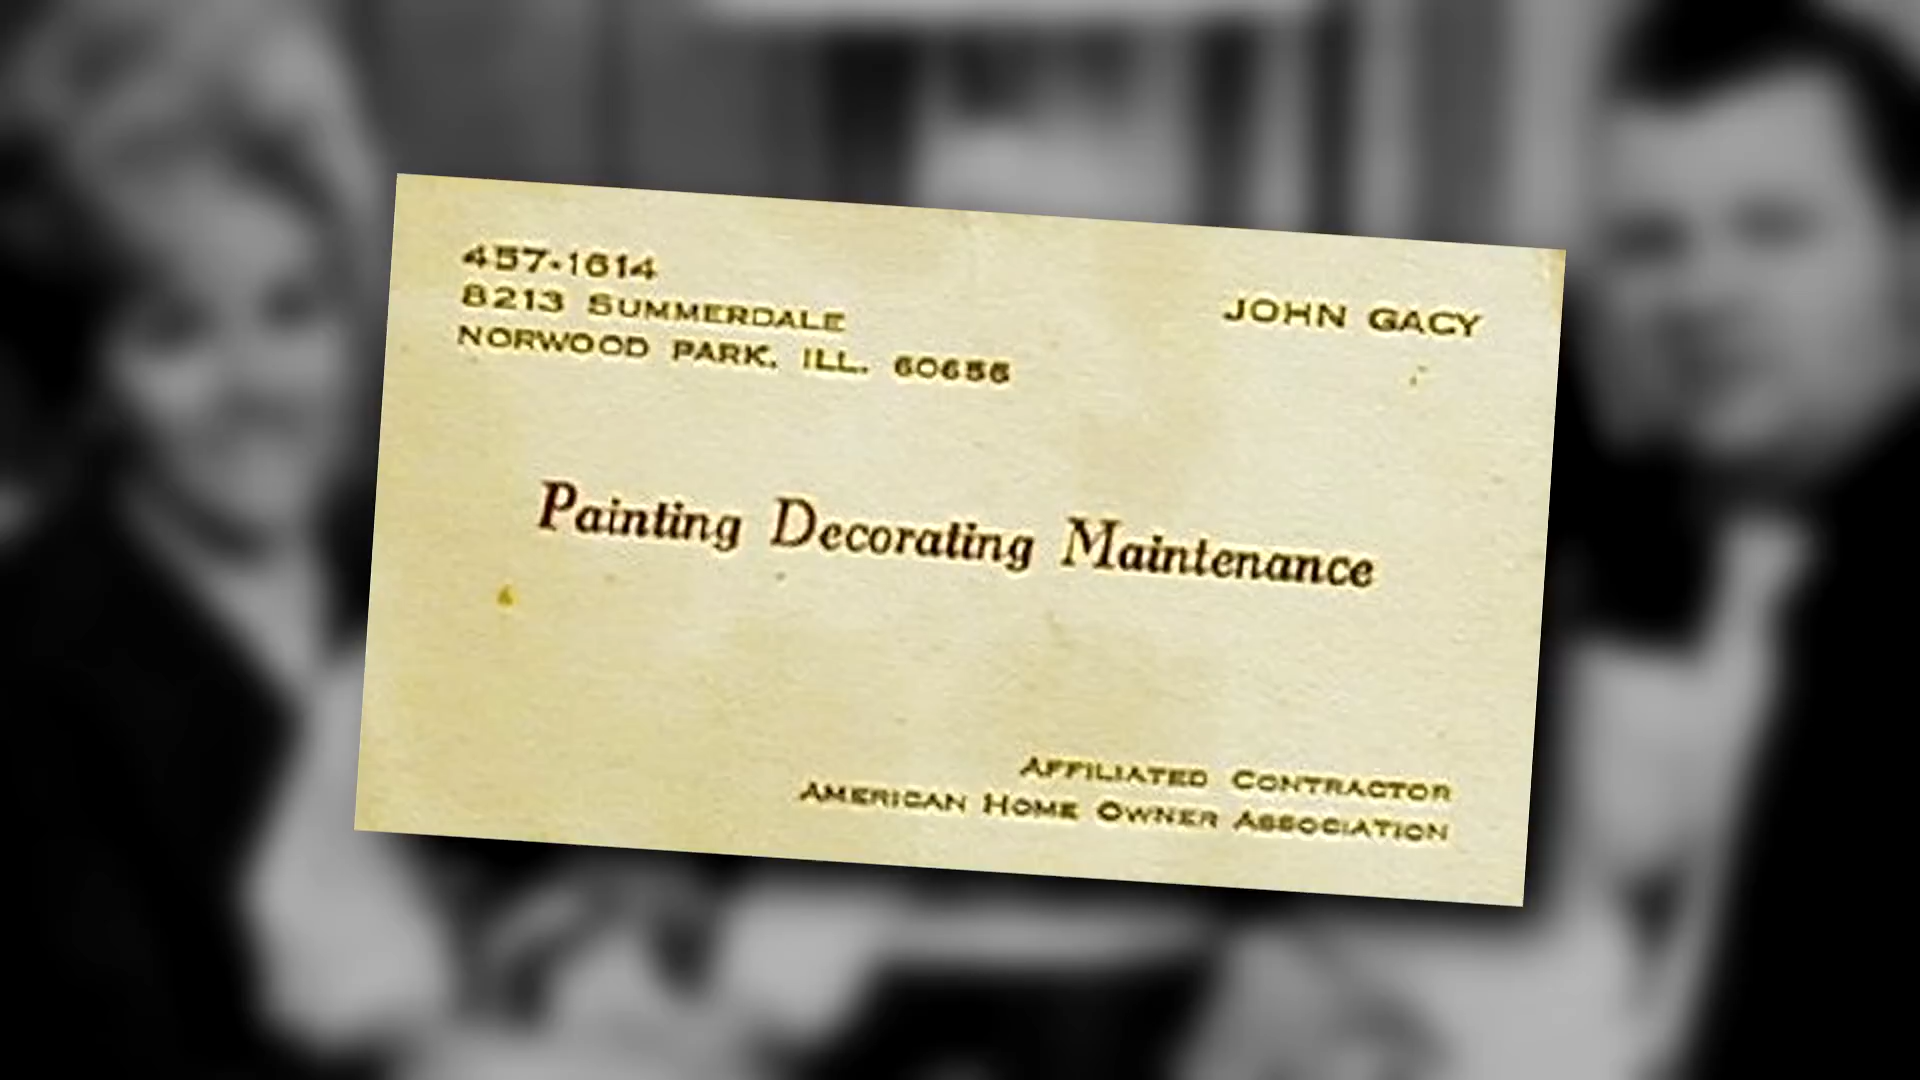 457-1614
8213 SUMMERDALE
NORWOOD PARK, ILL. 60656
JOHN GACY
Painting Decorating Maintenance
AFFILIATED CONTRACTOR
AMERICAN HOME OWNER ASSOCIATION